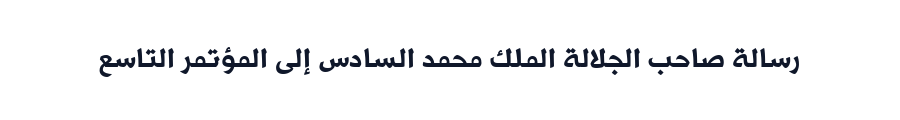 رسالة صاحب الجلالة الملك محمد السادس إلى المؤتمر التاسع